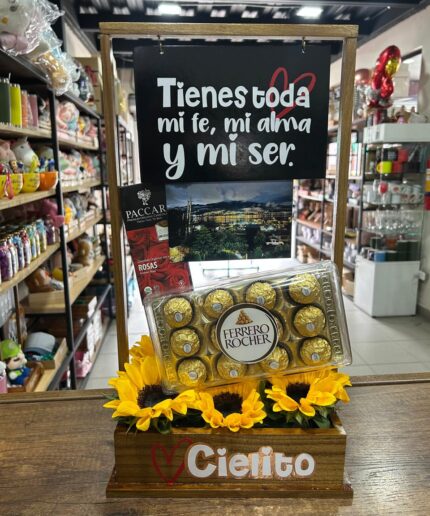 Tienes toda
mi fe, mi alma
y mi ser.
PACCARI
ROSAS
FERRERO
ROCHER
Cielito